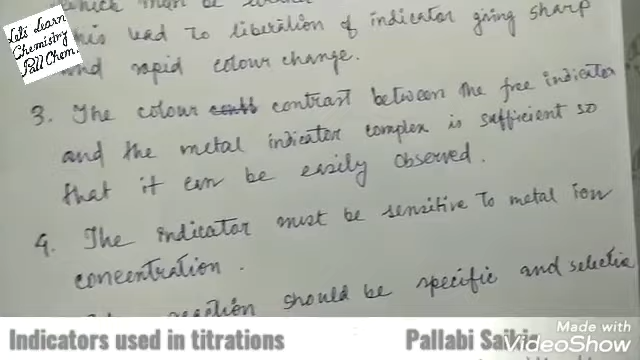 Let's Learn
Chemistry
Pall Chem.
this lead to liberation of indicator giving sharp
and rapid colour change.
3. The colour contrast between the free indicator
and the metal indicator complex is sufficient so
that it can be easily observed.
4. The indicator must be sensitive to metal ion
concentration.
should be specific and selectiv
Indicators used in titrations
Pallabi Saikia
Made with
VideoShow